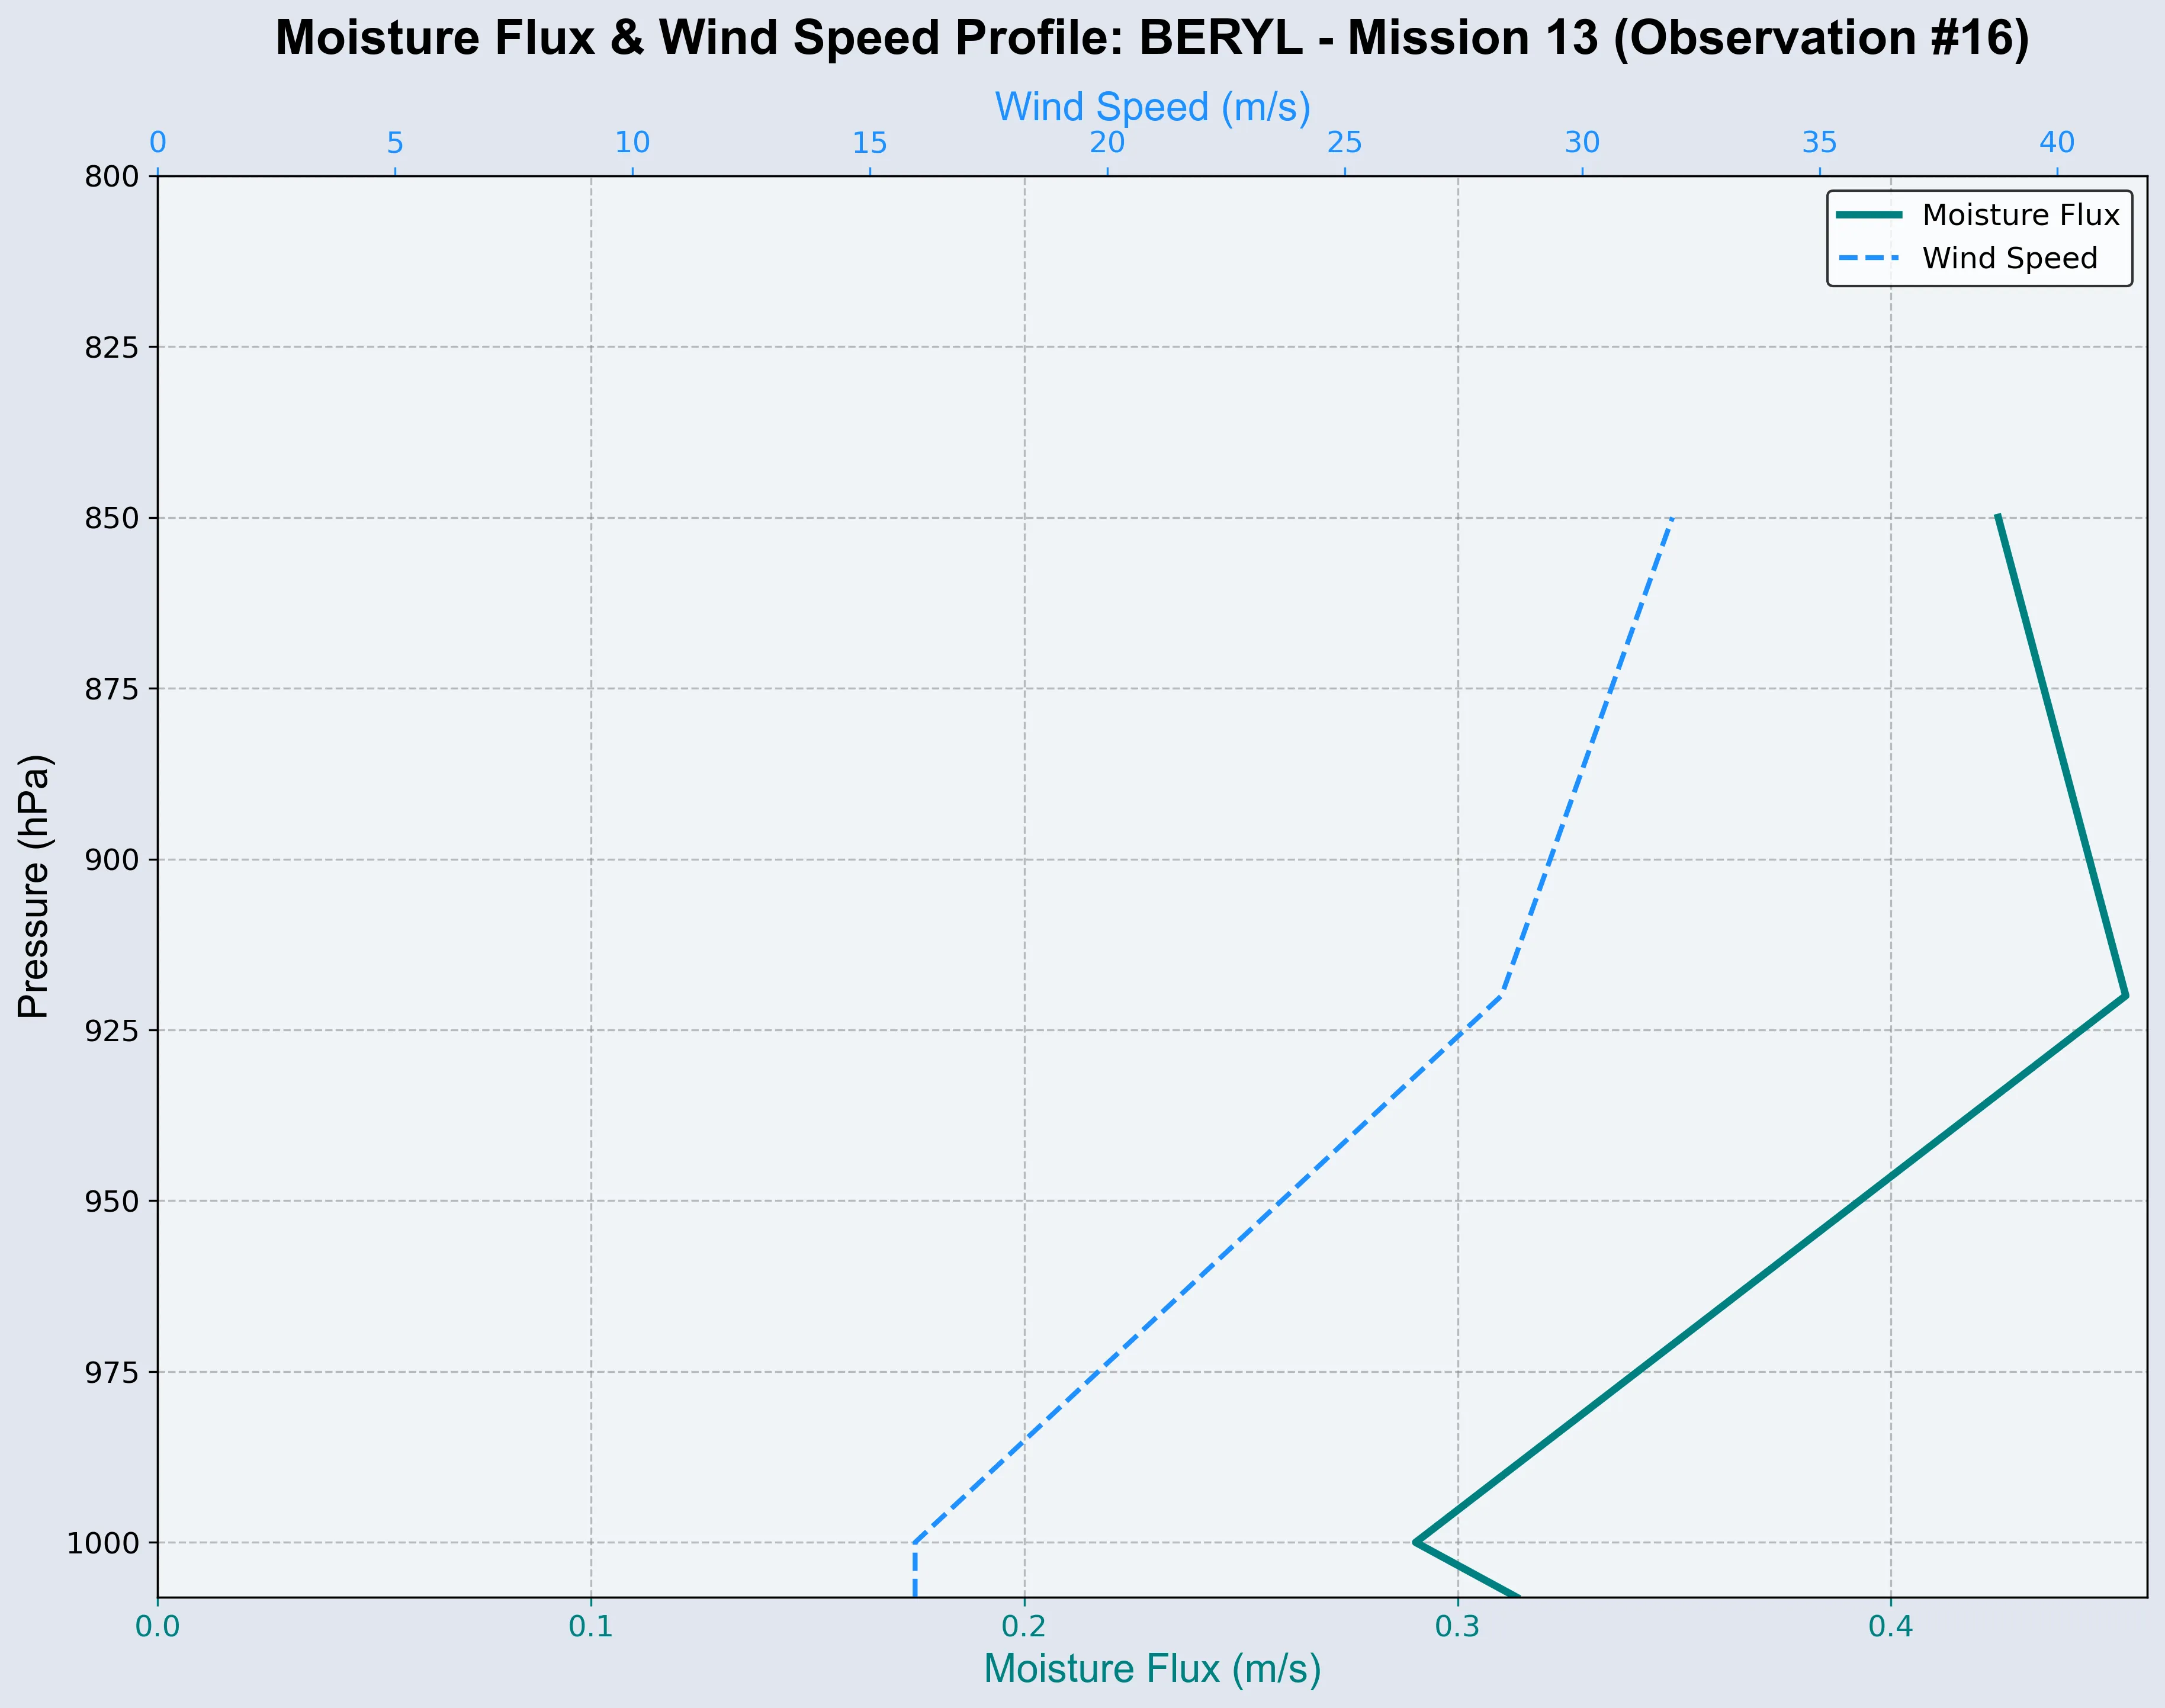 Moisture Flux & Wind Speed Profile: BERYL - Mission 13 (Observation #16)
Wind Speed (m/s)
0 5 10 15 20 25 30 35 40
Moisture Flux
Wind Speed
Pressure (hPa)
800
825
850
875
900
925
950
975
1000
0.0 0.1 0.2 0.3 0.4
Moisture Flux (m/s)